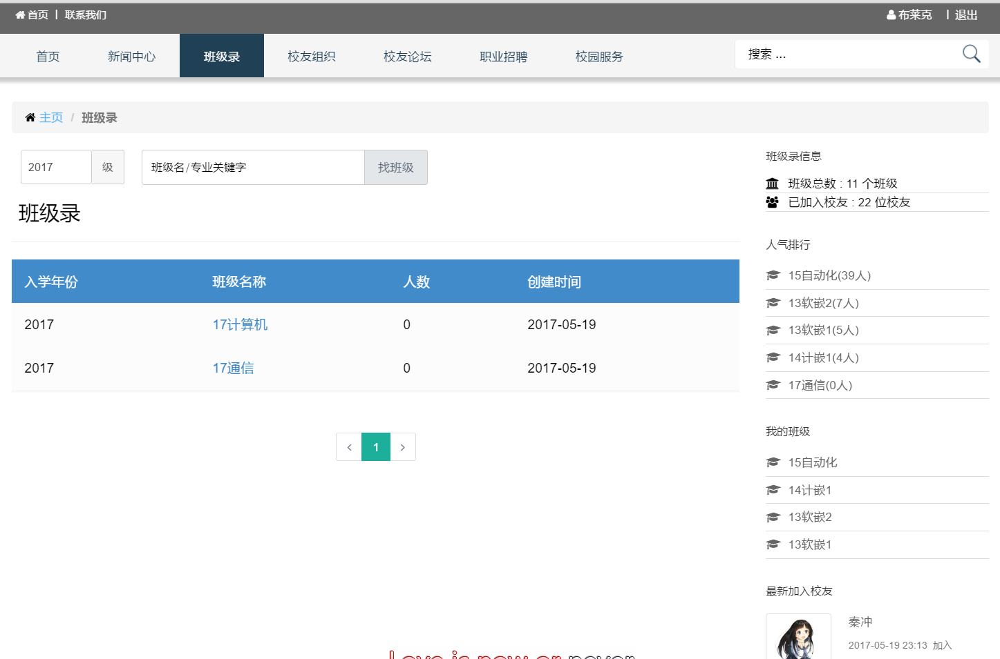 首页 | 联系我们
布莱克 | 退出
首页 新闻中心 班级录 校友组织 校友论坛 职业招聘 校园服务
搜索 ...
主页 / 班级录
2017 级
班级名/专业关键字 找班级
班级录
入学年份 班级名称 人数 创建时间
2017 17计算机 0 2017-05-19
2017 17通信 0 2017-05-19
‹ 1 ›
班级录信息
班级总数 : 11 个班级
已加入校友 : 22 位校友
人气排行
15自动化(39人)
13软嵌2(7人)
13软嵌1(5人)
14计嵌1(4人)
17通信(0人)
我的班级
15自动化
14计嵌1
13软嵌2
13软嵌1
最新加入校友
秦冲
2017-05-19 23:13 加入
Love is now or never